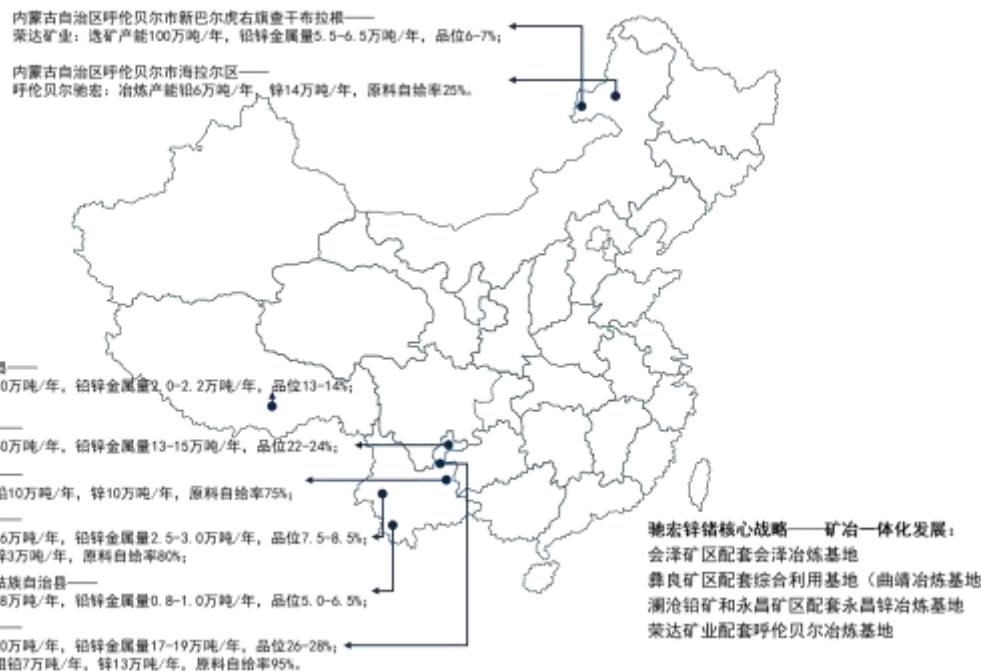 内蒙古自治区呼伦贝尔市新巴尔虎右旗查干布拉根——
荣达矿业：选矿产能100万吨/年，铅锌金属量5.5-6.5万吨/年，品位6-7%；
内蒙古自治区呼伦贝尔市海拉尔区——
呼伦贝尔驰宏：冶炼产能铅6万吨/年，锌14万吨/年，原料自给率25%。
——
0万吨/年，铅锌金属量2.0-2.2万吨/年，品位13-14%；
—
0万吨/年，铅锌金属量13-15万吨/年，品位22-24%；
—
铅10万吨/年，锌10万吨/年，原料自给率75%；
—
6万吨/年，铅锌金属量2.5-3.0万吨/年，品位7.5-8.5%；
锌3万吨/年，原料自给率80%；
祜族自治县——
8万吨/年，铅锌金属量0.8-1.0万吨/年，品位5.0-6.5%；
—
0万吨/年，铅锌金属量17-19万吨/年，品位26-28%；
粗铅7万吨/年，锌13万吨/年，原料自给率95%。
驰宏锌锗核心战略——矿冶一体化发展：
会泽矿区配套会泽冶炼基地
彝良矿区配套综合利用基地（曲靖冶炼基地
澜沧铅矿和永昌矿区配套永昌锌冶炼基地
荣达矿业配套呼伦贝尔冶炼基地